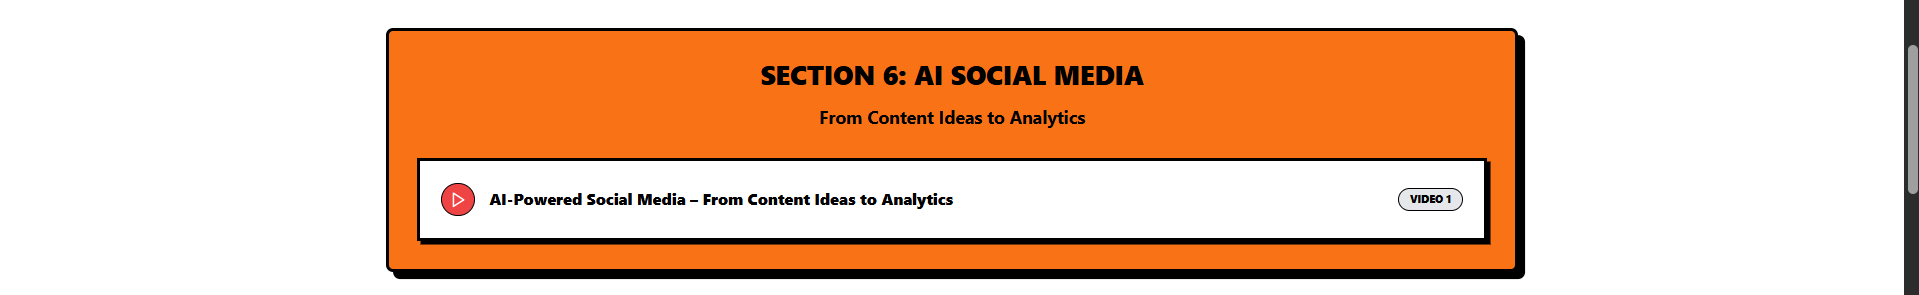 SECTION 6: AI SOCIAL MEDIA
From Content Ideas to Analytics
AI-Powered Social Media – From Content Ideas to Analytics
VIDEO 1